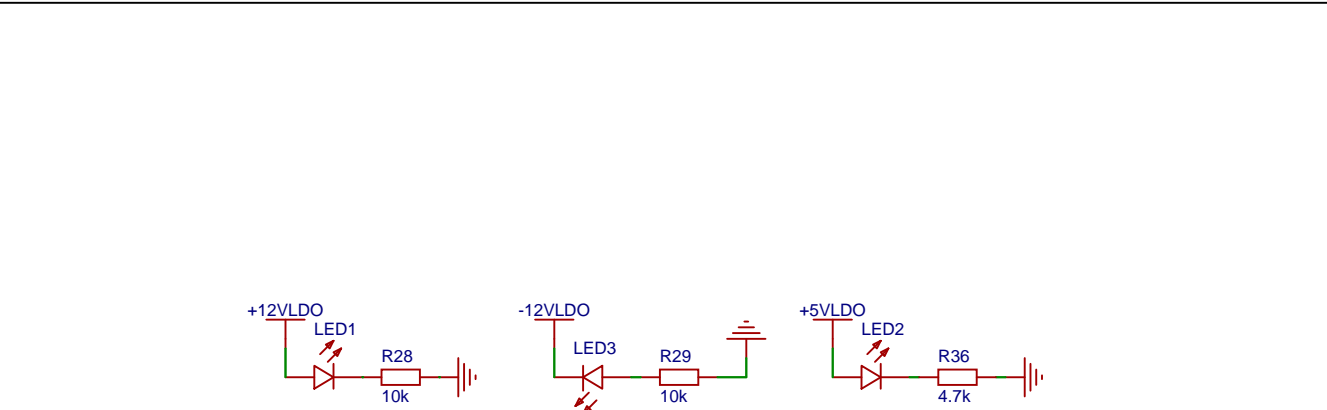 +12VLDO
LED1
R28
10k
-12VLDO
LED3
R29
10k
+5VLDO
LED2
R36
4.7k